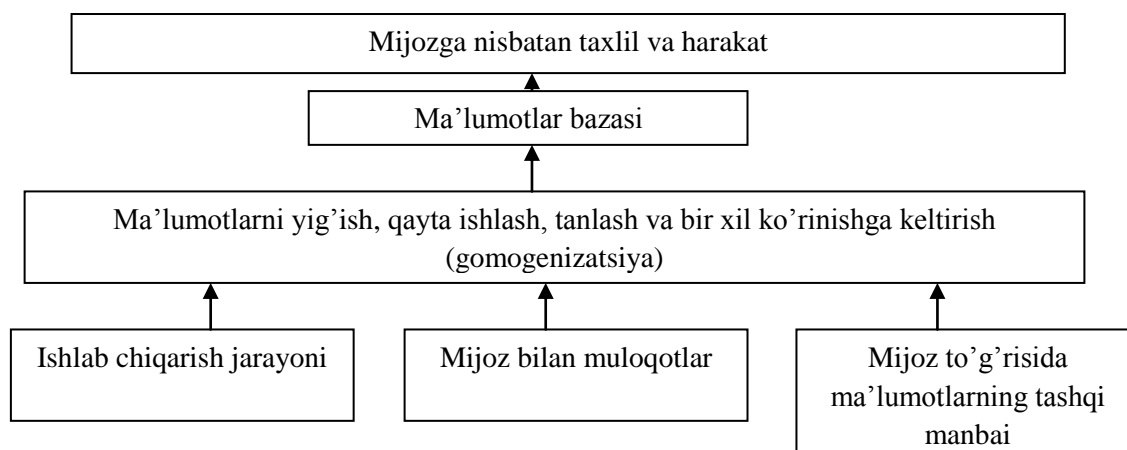 Mijozga nisbatan taxlil va harakat
Ma’lumotlar bazasi
Ma’lumotlarni yig’ish, qayta ishlash, tanlash va bir xil ko’rinishga keltirish
(gomogenizatsiya)
Ishlab chiqarish jarayoni
Mijoz bilan muloqotlar
Mijoz to’g’risida
ma’lumotlarning tashqi
manbai